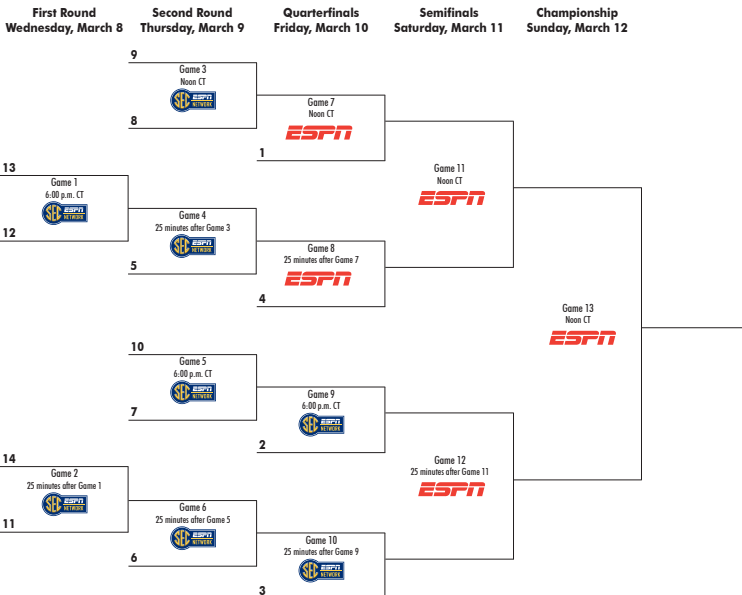 First Round
Wednesday, March 8
Second Round
Thursday, March 9
Quarterfinals
Friday, March 10
Semifinals
Saturday, March 11
Championship
Sunday, March 12
9
Game 3
Noon CT
SEC ESPN NETWORK
8
Game 7
Noon CT
ESPN
1
13
Game 1
6:00 p.m. CT
SEC ESPN NETWORK
12
Game 4
25 minutes after Game 3
SEC ESPN NETWORK
5
Game 8
25 minutes after Game 7
ESPN
4
Game 11
Noon CT
ESPN
Game 13
Noon CT
ESPN
10
Game 5
6:00 p.m. CT
SEC ESPN NETWORK
7
Game 9
6:00 p.m. CT
SEC ESPN NETWORK
2
14
Game 2
25 minutes after Game 1
SEC ESPN NETWORK
11
Game 6
25 minutes after Game 5
SEC ESPN NETWORK
6
Game 10
25 minutes after Game 9
SEC ESPN NETWORK
3
Game 12
25 minutes after Game 11
ESPN